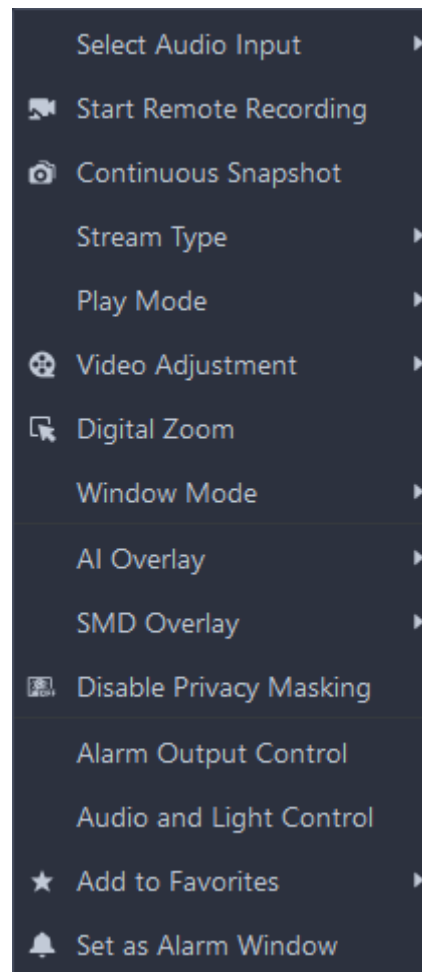 Select Audio Input
Start Remote Recording
Continuous Snapshot
Stream Type
Play Mode
Video Adjustment
Digital Zoom
Window Mode
AI Overlay
SMD Overlay
Disable Privacy Masking
Alarm Output Control
Audio and Light Control
Add to Favorites
Set as Alarm Window